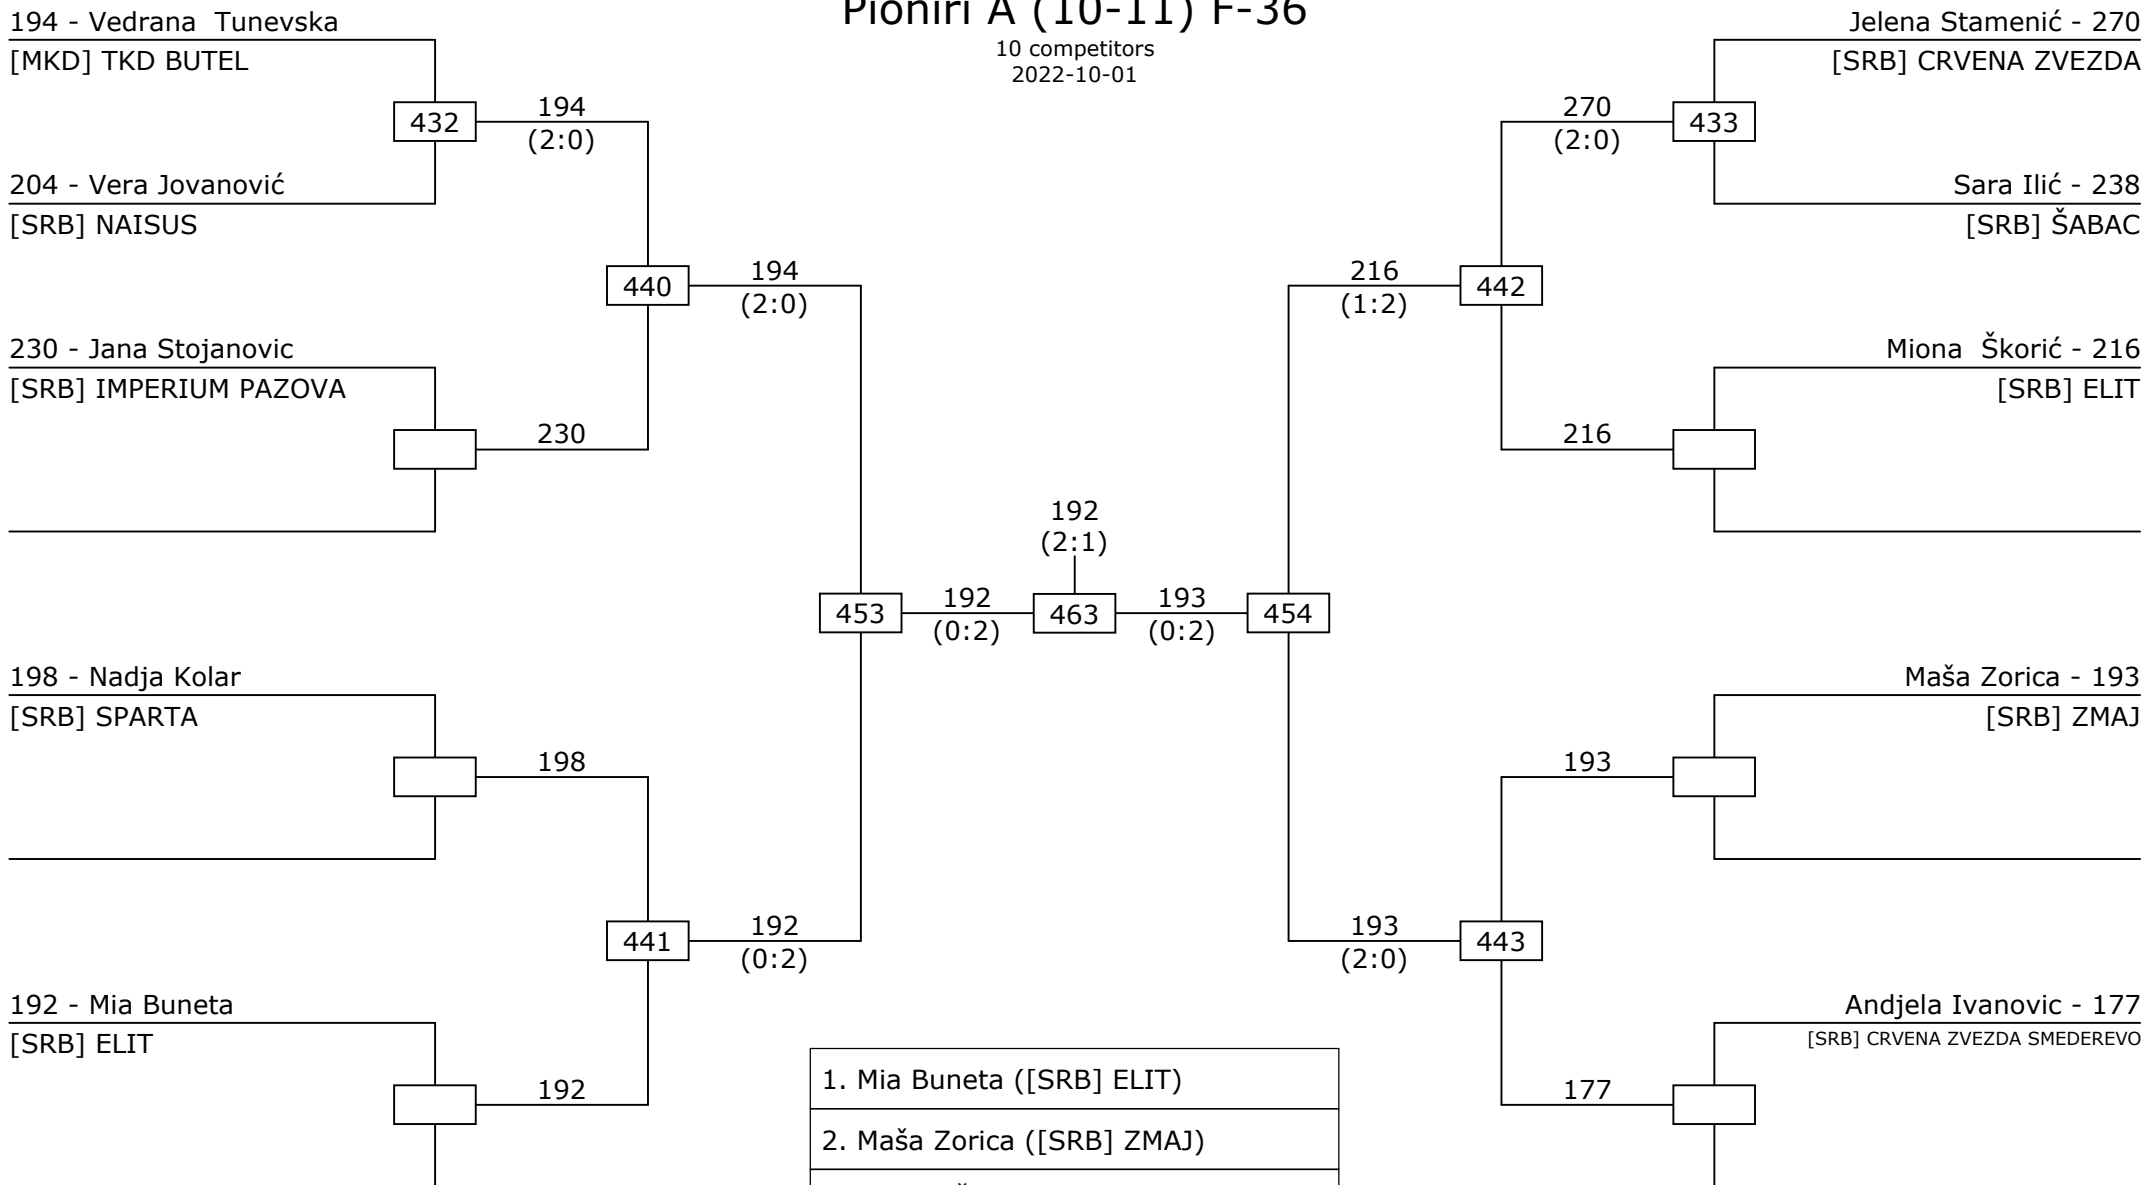 Pioniri A (10-11) F-36
10 competitors
2022-10-01
194 - Vedrana  Tunevska
[MKD] TKD BUTEL
432
194
(2:0)
204 - Vera Jovanović
[SRB] NAISUS
440
194
(2:0)
230 - Jana Stojanovic
[SRB] IMPERIUM PAZOVA
230
198 - Nadja Kolar
[SRB] SPARTA
198
441
192
(0:2)
192 - Mia Buneta
[SRB] ELIT
192
453
192
(0:2)
192
(2:1)
463
193
(0:2)
454
Jelena Stamenić - 270
[SRB] CRVENA ZVEZDA
270
(2:0)
433
Sara Ilić - 238
[SRB] ŠABAC
216
(1:2)
442
Miona  Škorić - 216
[SRB] ELIT
216
Maša Zorica - 193
[SRB] ZMAJ
193
193
(2:0)
443
Andjela Ivanovic - 177
[SRB] CRVENA ZVEZDA SMEDEREVO
177
1. Mia Buneta ([SRB] ELIT)
2. Maša Zorica ([SRB] ZMAJ)